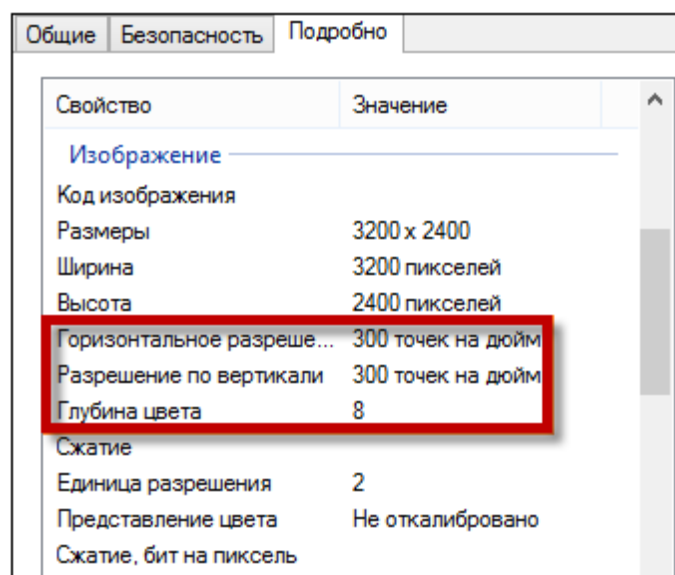 Общие Безопасность Подробно
Свойство Значение
Изображение
Код изображения
Размеры 3200 x 2400
Ширина 3200 пикселей
Высота 2400 пикселей
Горизонтальное разреше... 300 точек на дюйм
Разрешение по вертикали 300 точек на дюйм
Глубина цвета 8
Сжатие
Единица разрешения 2
Представление цвета Не откалибровано
Сжатие, бит на пиксель